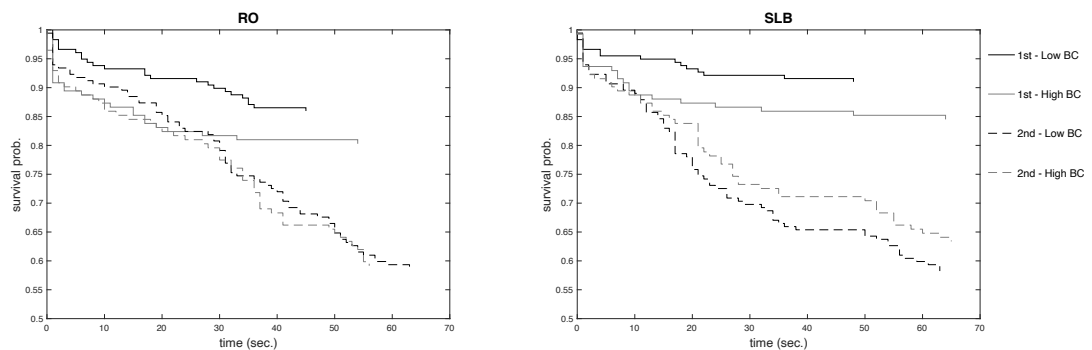 RO
survival prob.
1
0.95
0.9
0.85
0.8
0.75
0.7
0.65
0.6
0.55
0.5
0 10 20 30 40 50 60 70
time (sec.)
SLB
survival prob.
1
0.95
0.9
0.85
0.8
0.75
0.7
0.65
0.6
0.55
0.5
0 10 20 30 40 50 60 70
time (sec.)
1st - Low BC
1st - High BC
2nd - Low BC
2nd - High BC